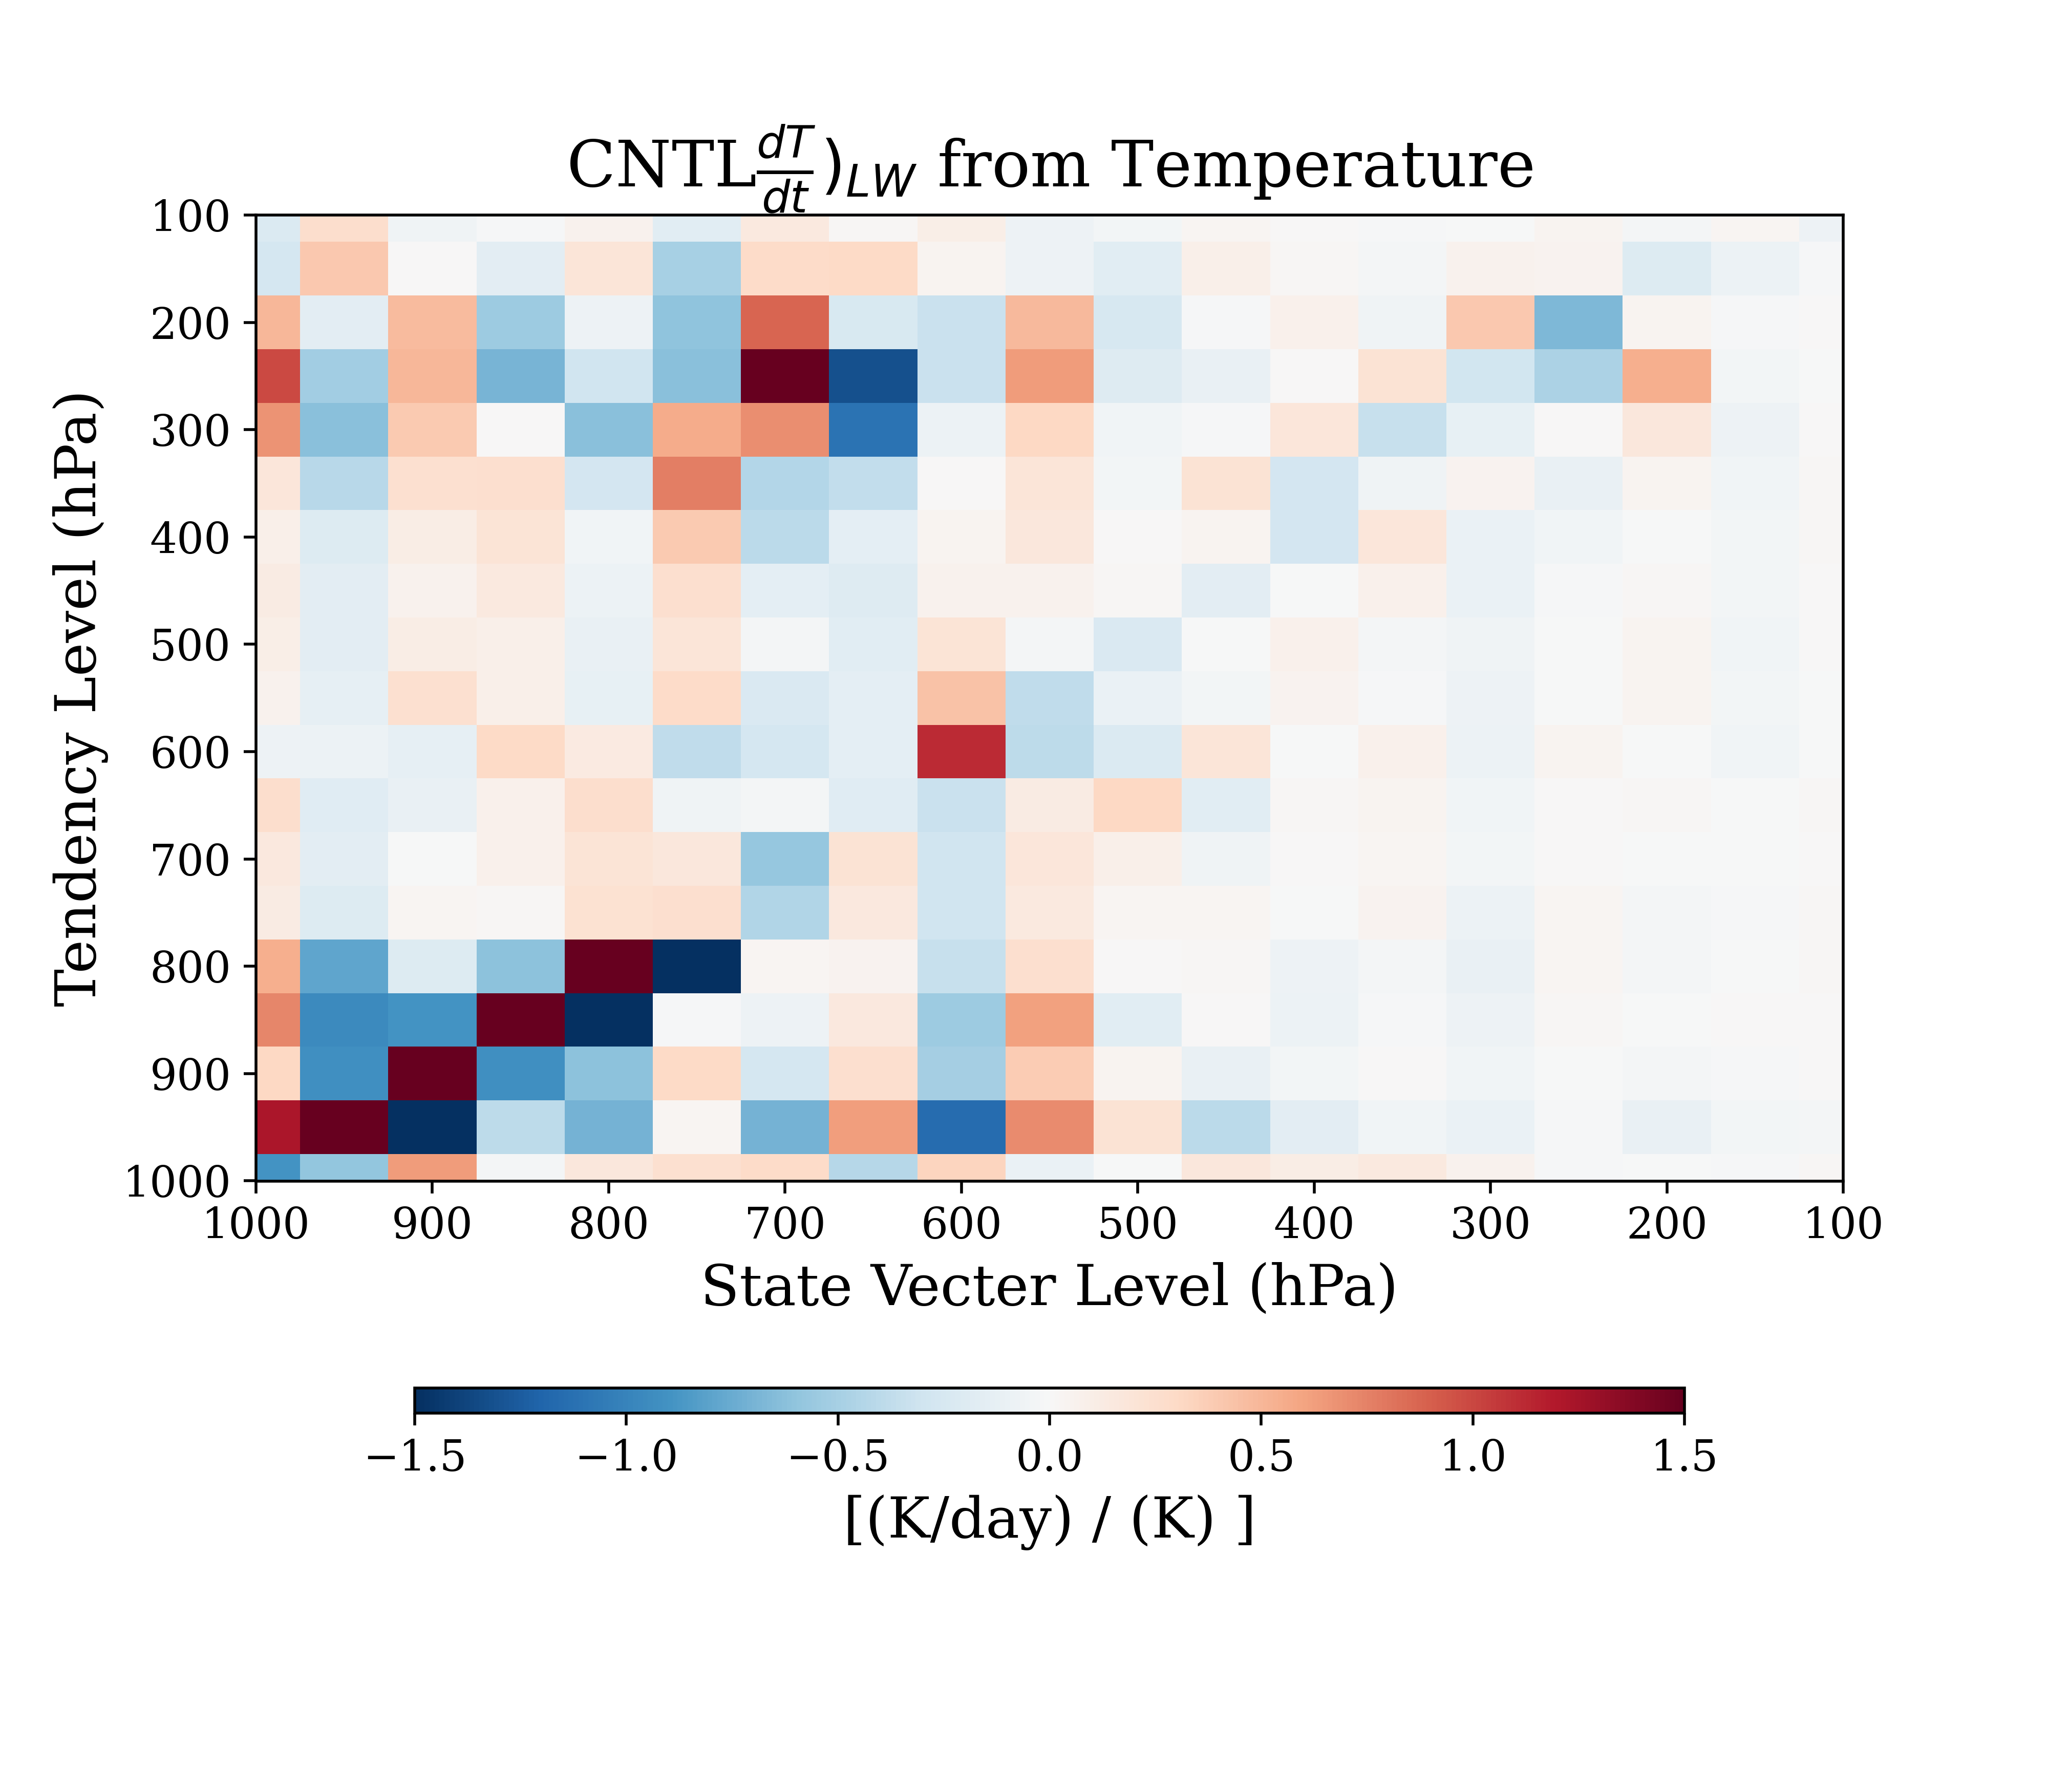 CNTL dT/dt )LW from Temperature
100
200
300
400
500
600
700
800
900
1000
Tendency Level (hPa)
1000 900 800 700 600 500 400 300 200 100
State Vecter Level (hPa)
−1.5 −1.0 −0.5 0.0 0.5 1.0 1.5
[(K/day) / (K) ]